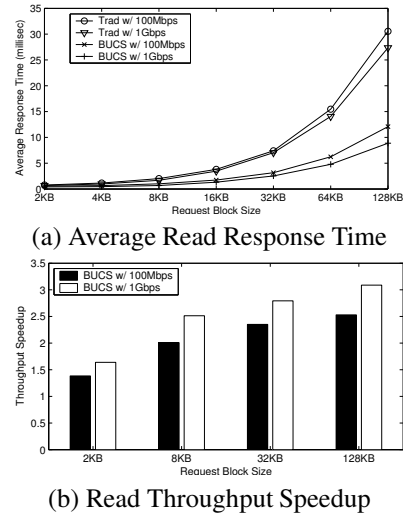 35
30
25
20
15
10
5
0
Average Response Time (millisec)
Trad w/ 100Mbps
Trad w/ 1Gbps
BUCS w/ 100Mbps
BUCS w/ 1Gbps
2KB 4KB 8KB 16KB 32KB 64KB 128KB
Request Block Size
(a) Average Read Response Time
3.5
3
2.5
2
1.5
1
0.5
0
Throughput Speedup
BUCS w/ 100Mbps
BUCS w/ 1Gbps
2KB 8KB 32KB 128KB
Request Block Size
(b) Read Throughput Speedup